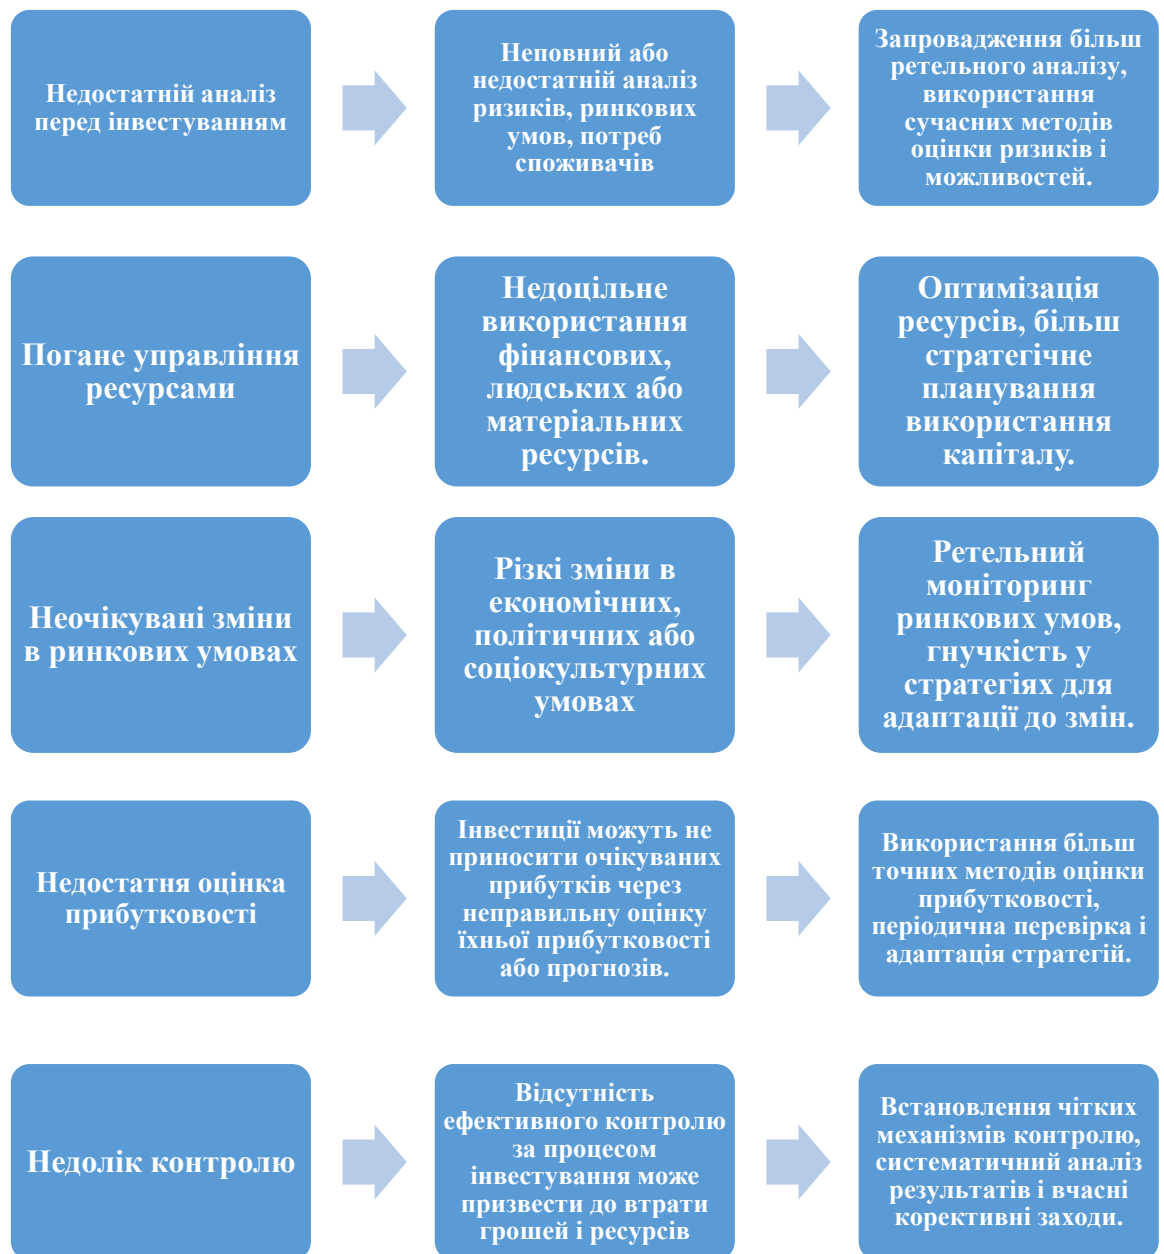 Недостатній аналіз
перед інвестуванням
Неповний або
недостатній аналіз
ризиків, ринкових
умов, потреб
споживачів
Запровадження більш
ретельного аналізу,
використання
сучасних методів
оцінки ризиків і
можливостей.
Погане управління
ресурсами
Недоцільне
використання
фінансових,
людських або
матеріальних
ресурсів.
Оптимізація
ресурсів, більш
стратегічне
планування
використання
капіталу.
Неочікувані зміни
в ринкових умовах
Різкі зміни в
економічних,
політичних або
соціокультурних
умовах
Ретельний
моніторинг
ринкових умов,
гнучкість у
стратегіях для
адаптації до змін.
Недостатня оцінка
прибутковості
Інвестиції можуть не
приносити очікуваних
прибутків через
неправильну оцінку
їхньої прибутковості
або прогнозів.
Використання більш
точних методів оцінки
прибутковості,
періодична перевірка і
адаптація стратегій.
Недолік контролю
Відсутність
ефективного контролю
за процесом
інвестування може
призвести до втрати
грошей і ресурсів
Встановлення чітких
механізмів контролю,
систематичний аналіз
результатів і вчасні
корективні заходи.